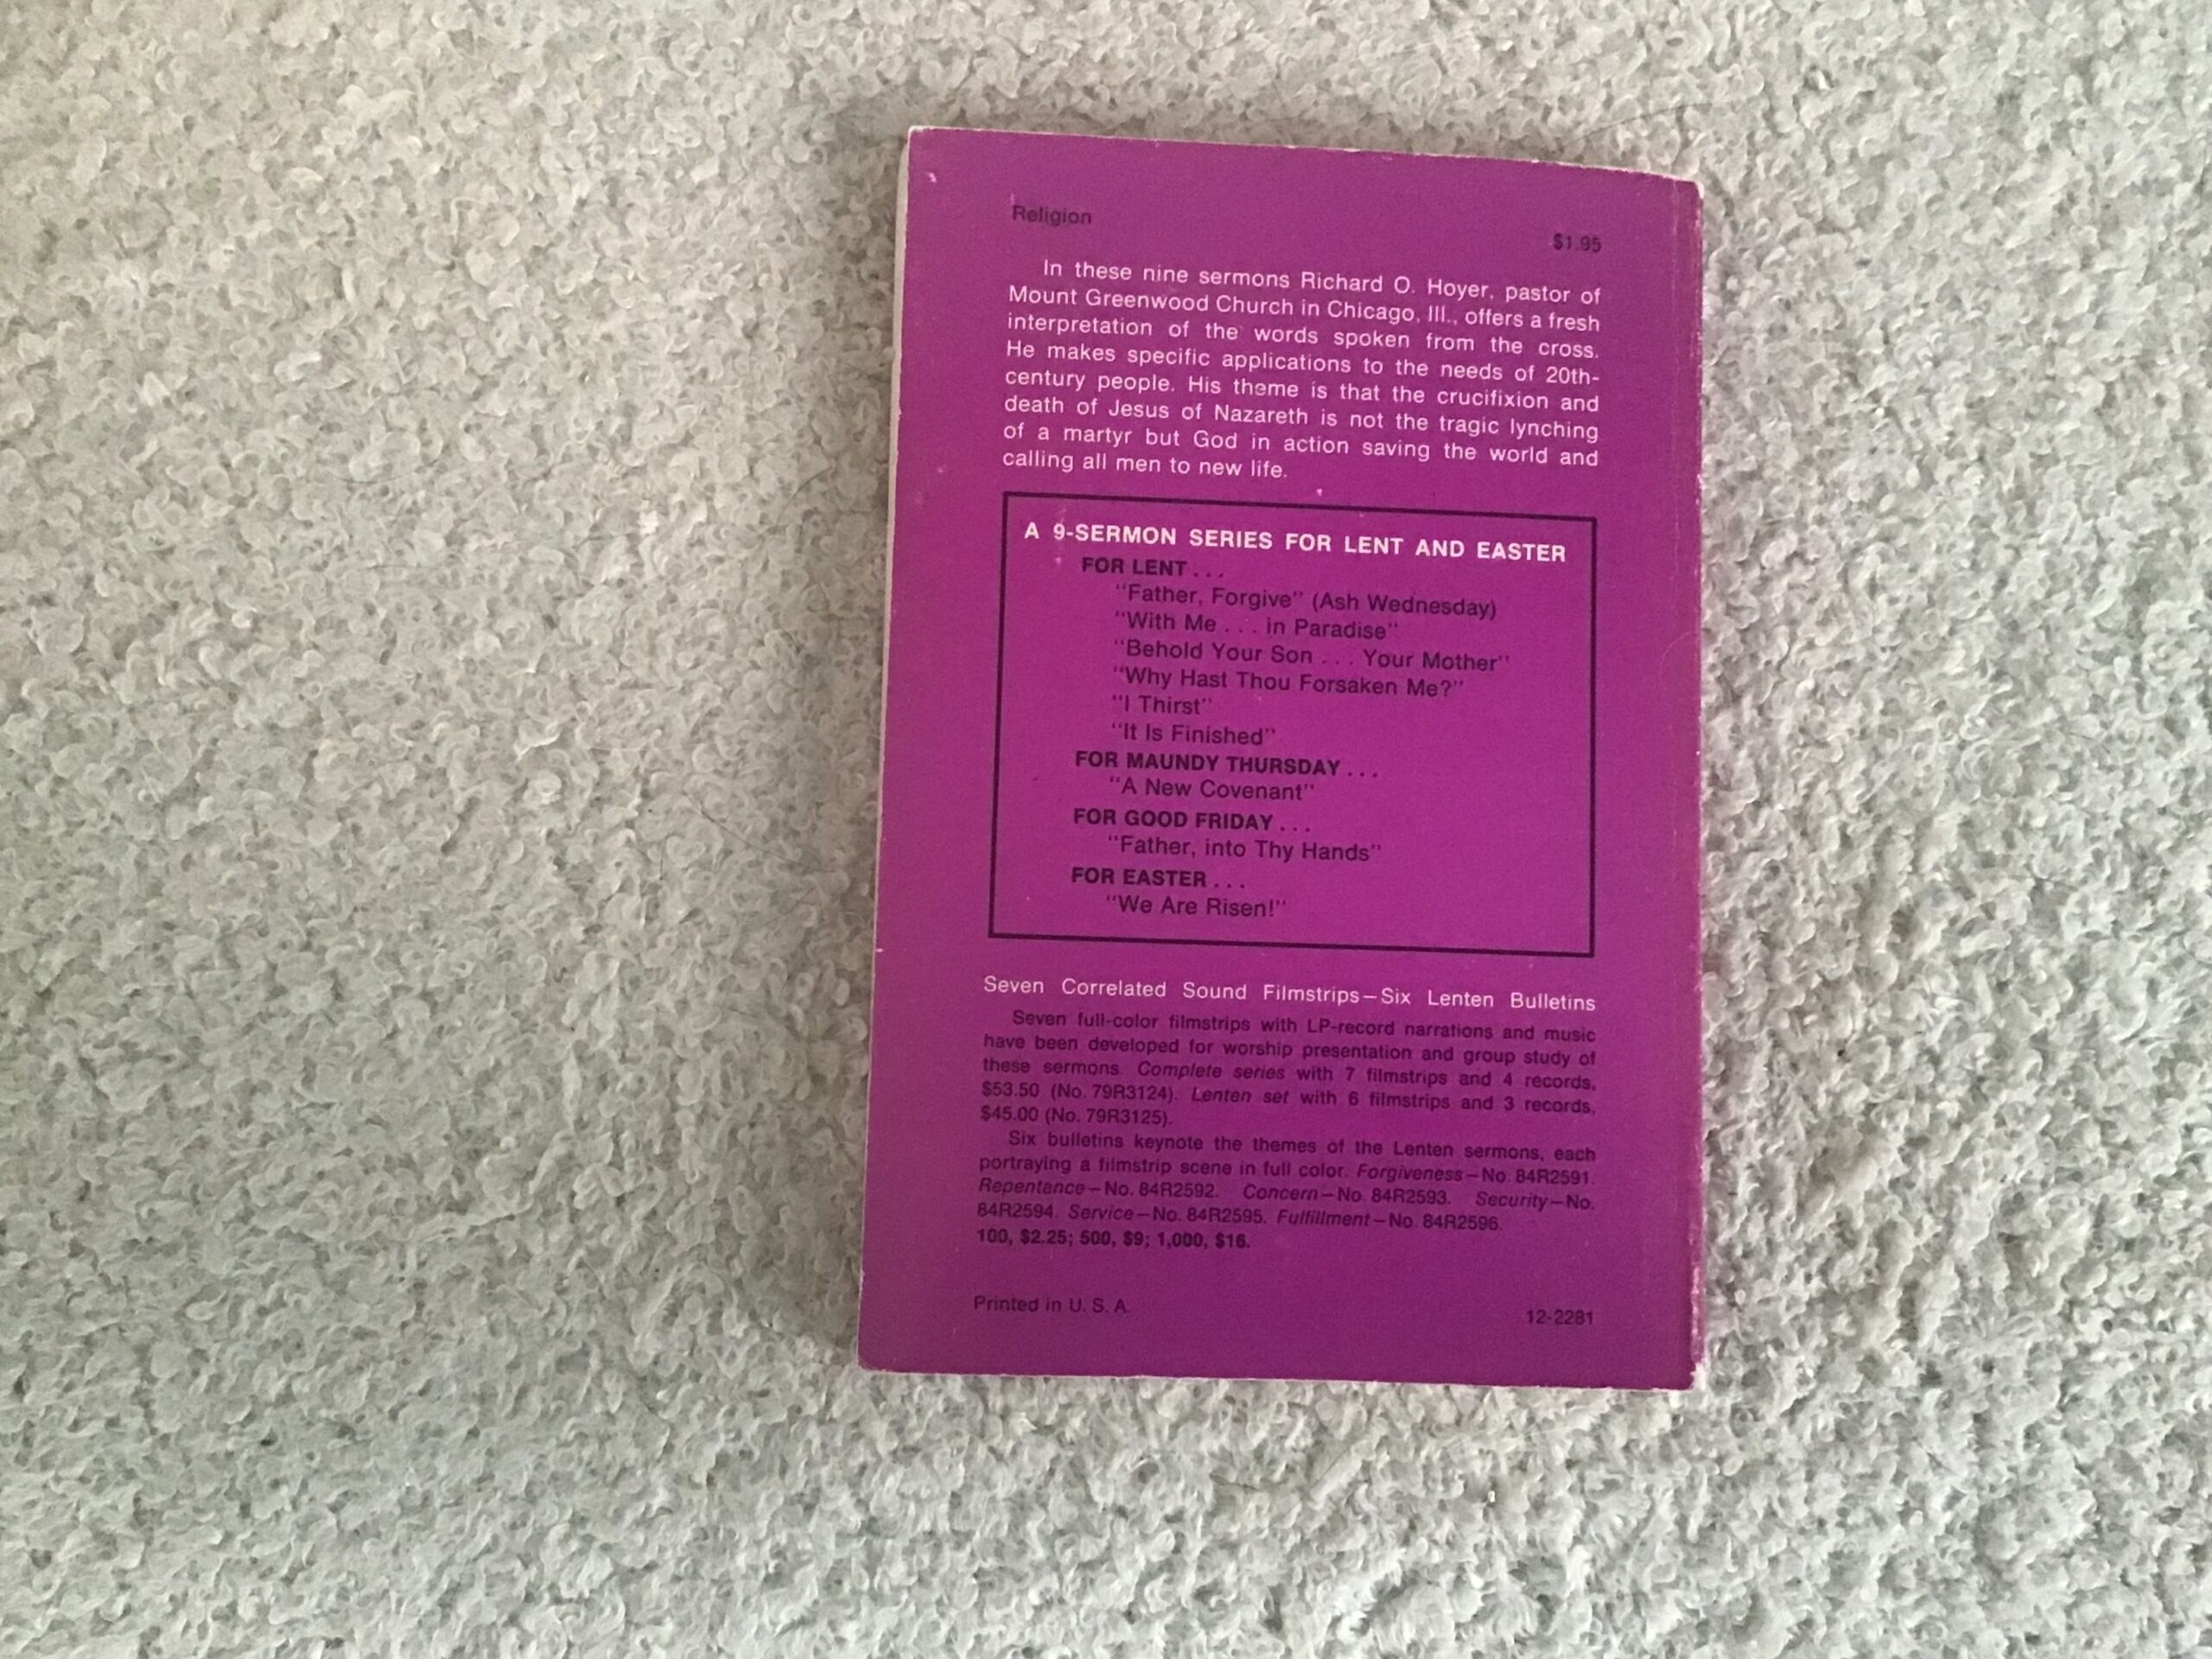 Religion
$1.95
In these nine sermons Richard O. Hoyer, pastor of
Mount Greenwood Church in Chicago, Ill., offers a fresh
interpretation of the words spoken from the cross.
He makes specific applications to the needs of 20th-
century people. His theme is that the crucifixion and
death of Jesus of Nazareth is not the tragic lynching
of a martyr but God in action saving the world and
calling all men to new life.
A 9-SERMON SERIES FOR LENT AND EASTER
FOR LENT . . .
"Father, Forgive" (Ash Wednesday)
"With Me . . . in Paradise"
"Behold Your Son . . . Your Mother"
"Why Hast Thou Forsaken Me?"
"I Thirst"
"It Is Finished"
FOR MAUNDY THURSDAY . . .
"A New Covenant"
FOR GOOD FRIDAY . . .
"Father, into Thy Hands"
FOR EASTER . . .
"We Are Risen!"
Seven Correlated Sound Filmstrips—Six Lenten Bulletins
Seven full-color filmstrips with LP-record narrations and music
have been developed for worship presentation and group study of
these sermons. Complete series with 7 filmstrips and 4 records,
$53.50 (No. 79R3124). Lenten set with 6 filmstrips and 3 records,
$45.00 (No. 79R3125).
Six bulletins keynote the themes of the Lenten sermons, each
portraying a filmstrip scene in full color. Forgiveness—No. 84R2591.
Repentance—No. 84R2592. Concern—No. 84R2593. Security—No.
84R2594. Service—No. 84R2595. Fulfillment—No. 84R2596.
100, $2.25; 500, $9; 1,000, $16.
Printed in U. S. A.
12-2281